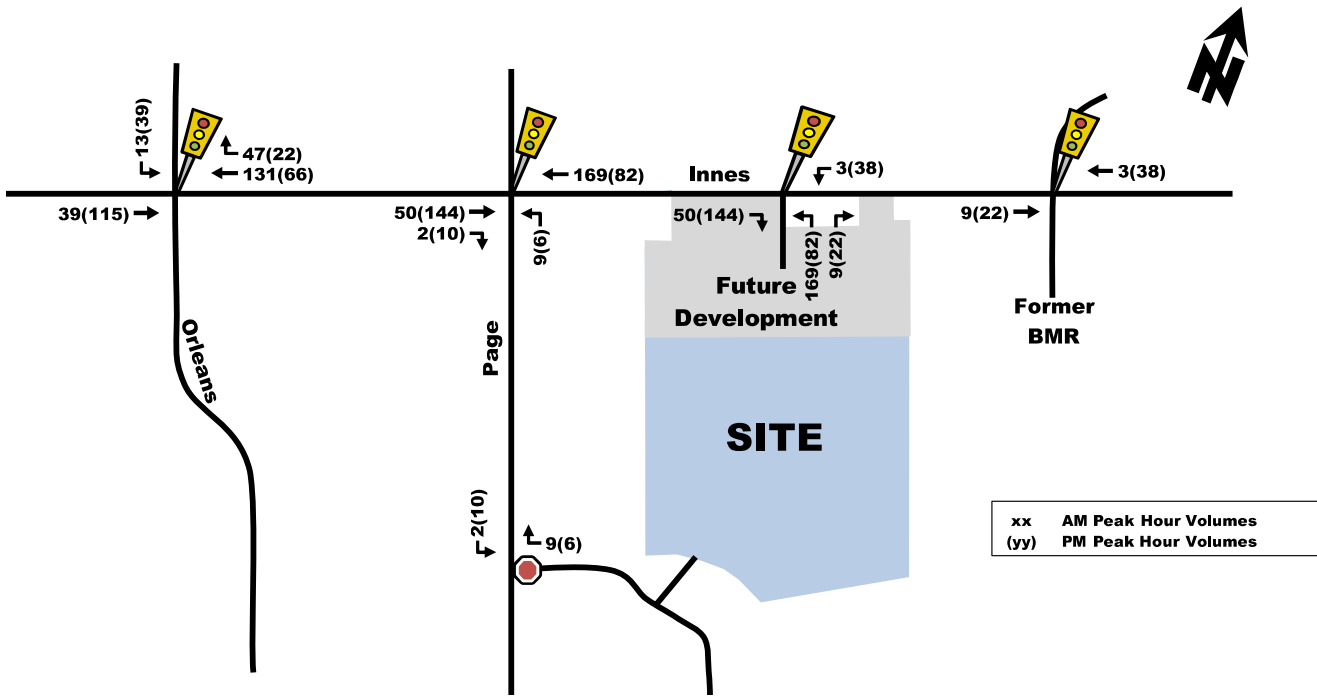 13(39)
47(22)
131(66)
39(115)
169(82)
50(144)
2(10)
9(6)
Innes
3(38)
50(144)
169(82)
9(22)
3(38)
9(22)
Future
Development
Former
BMR
Orleans
Page
SITE
2(10)
9(6)
xx AM Peak Hour Volumes
(yy) PM Peak Hour Volumes
N